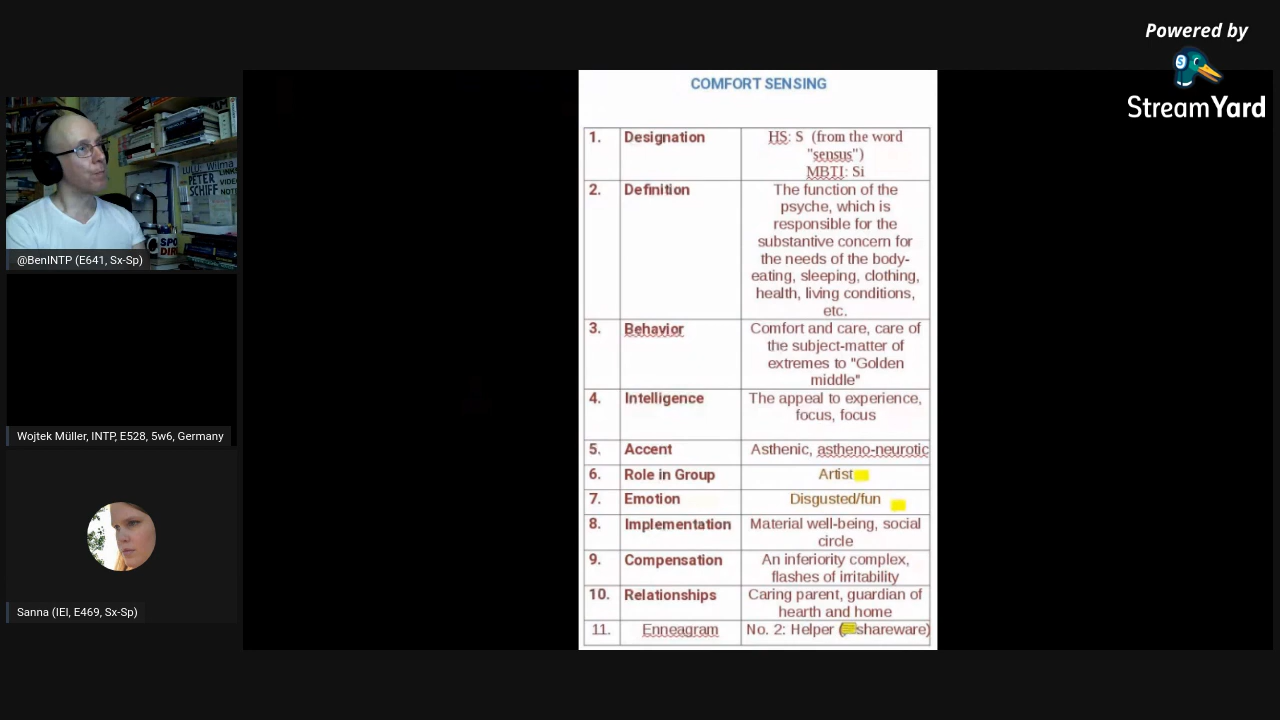 Powered by
StreamYard
COMFORT SENSING
1. Designation HS: S (from the word
"sensus")
MBTI: Si
2. Definition The function of the
psyche, which is
responsible for the
substantive concern for
the needs of the body-
eating, sleeping, clothing,
health, living conditions,
etc.
3. Behavior Comfort and care, care of
the subject-matter of
extremes to "Golden
middle"
4. Intelligence The appeal to experience,
focus, focus
5. Accent Asthenic, astheno-neurotic
6. Role in Group Artist
7. Emotion Disgusted/fun
8. Implementation Material well-being, social
circle
9. Compensation An inferiority complex,
flashes of irritability
10. Relationships Caring parent, guardian of
hearth and home
11. Enneagram No. 2: Helper ( shareware)
PETER
SCHIFF
@BenINTP (E641, Sx-Sp)
Wojtek Müller, INTP, E528, 5w6, Germany
Sanna (IEI, E469, Sx-Sp)